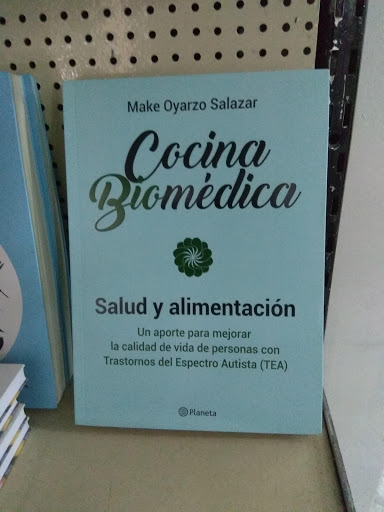 Make Oyarzo Salazar
Cocina
Biomédica
Salud y alimentación
Un aporte para mejorar
la calidad de vida de personas con
Trastornos del Espectro Autista (TEA)
Planeta